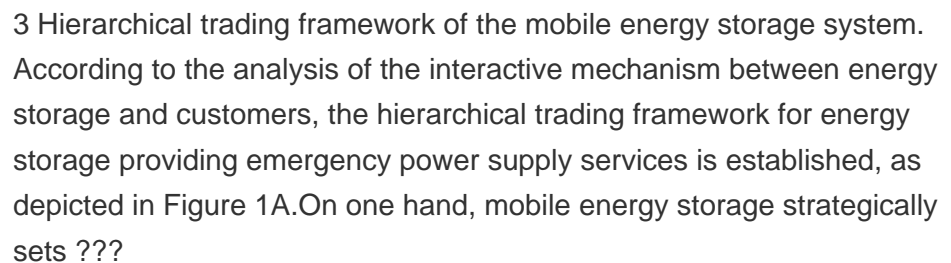 3 Hierarchical trading framework of the mobile energy storage system.
According to the analysis of the interactive mechanism between energy
storage and customers, the hierarchical trading framework for energy
storage providing emergency power supply services is established, as
depicted in Figure 1A.On one hand, mobile energy storage strategically
sets ???